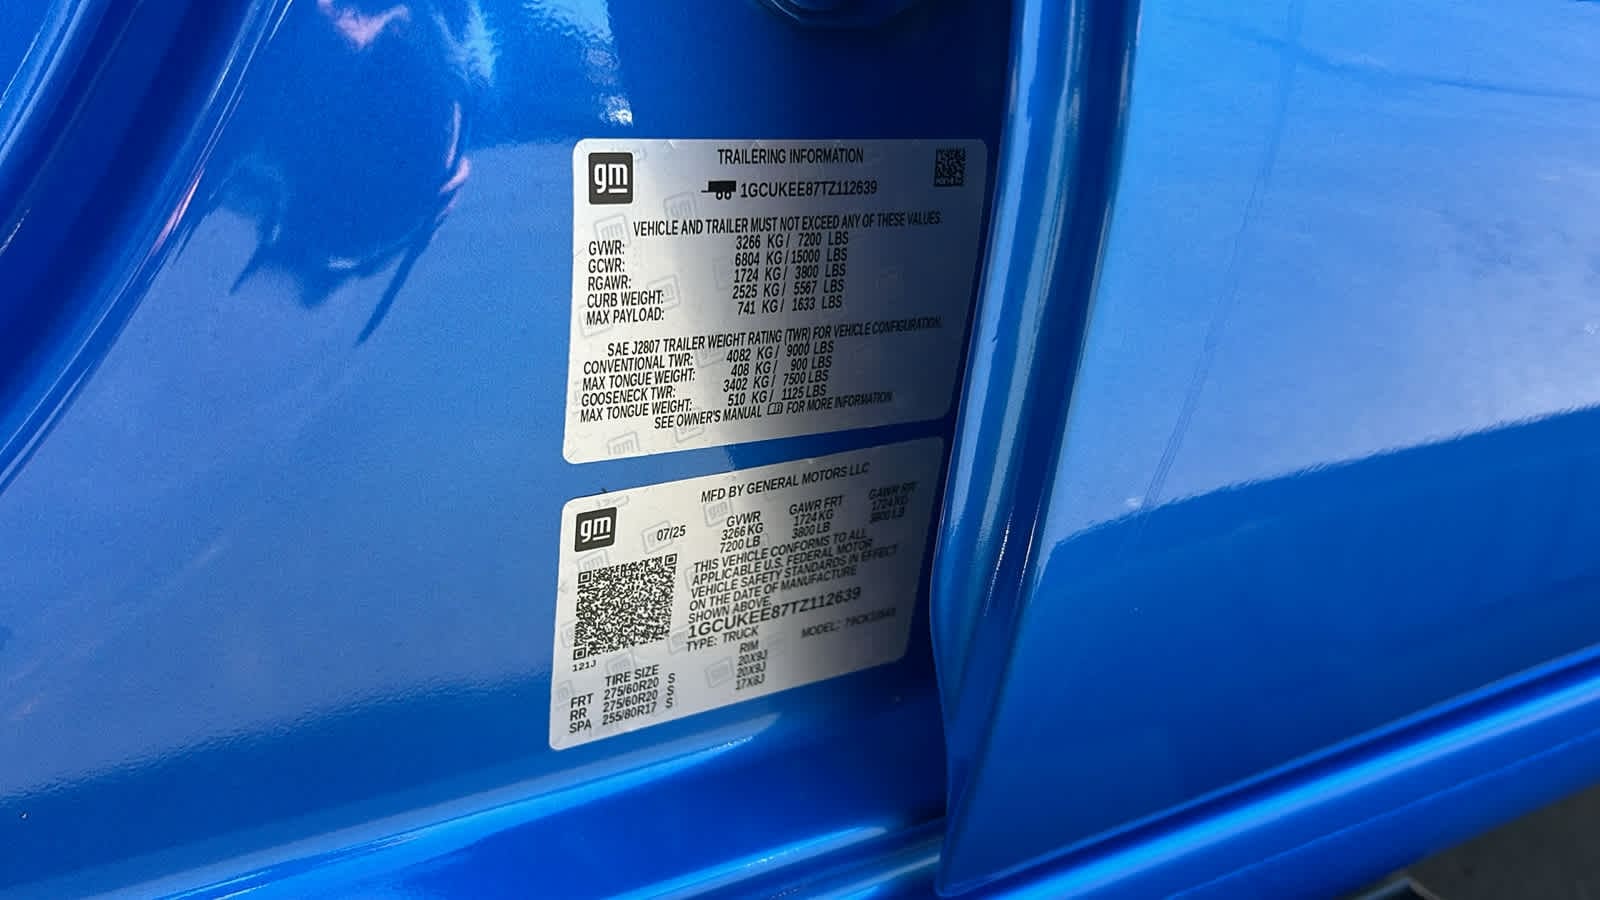 gm
TRAILERING INFORMATION
1GCUKEE87TZ112639
VEHICLE AND TRAILER MUST NOT EXCEED ANY OF THESE VALUES.
GVWR: 3266 KG / 7200 LBS
GCWR: 6804 KG / 15000 LBS
RGAWR: 1724 KG / 3800 LBS
CURB WEIGHT: 2525 KG / 5567 LBS
MAX PAYLOAD: 741 KG / 1633 LBS
SAE J2807 TRAILER WEIGHT RATING (TWR) FOR VEHICLE CONFIGURATION.
CONVENTIONAL TWR: 4082 KG / 9000 LBS
MAX TONGUE WEIGHT: 408 KG / 900 LBS
GOOSENECK TWR: 3402 KG / 7500 LBS
MAX TONGUE WEIGHT: 510 KG / 1125 LBS
SEE OWNER'S MANUAL FOR MORE INFORMATION.
MFD BY GENERAL MOTORS LLC
gm
07/25
GVWR GAWR FRT GAWR RR
3266 KG 1724 KG 1724 KG
7200 LB 3800 LB 3800 LB
THIS VEHICLE CONFORMS TO ALL
APPLICABLE U.S. FEDERAL MOTOR
VEHICLE SAFETY STANDARDS IN EFFECT
ON THE DATE OF MANUFACTURE
SHOWN ABOVE.
1GCUKEE87TZ112639
TYPE: TRUCK MODEL:
121J
TIRE SIZE RIM
FRT 275/60R20 S 20X9J
RR 275/60R20 S 20X9J
SPA 255/80R17 S 17X8J